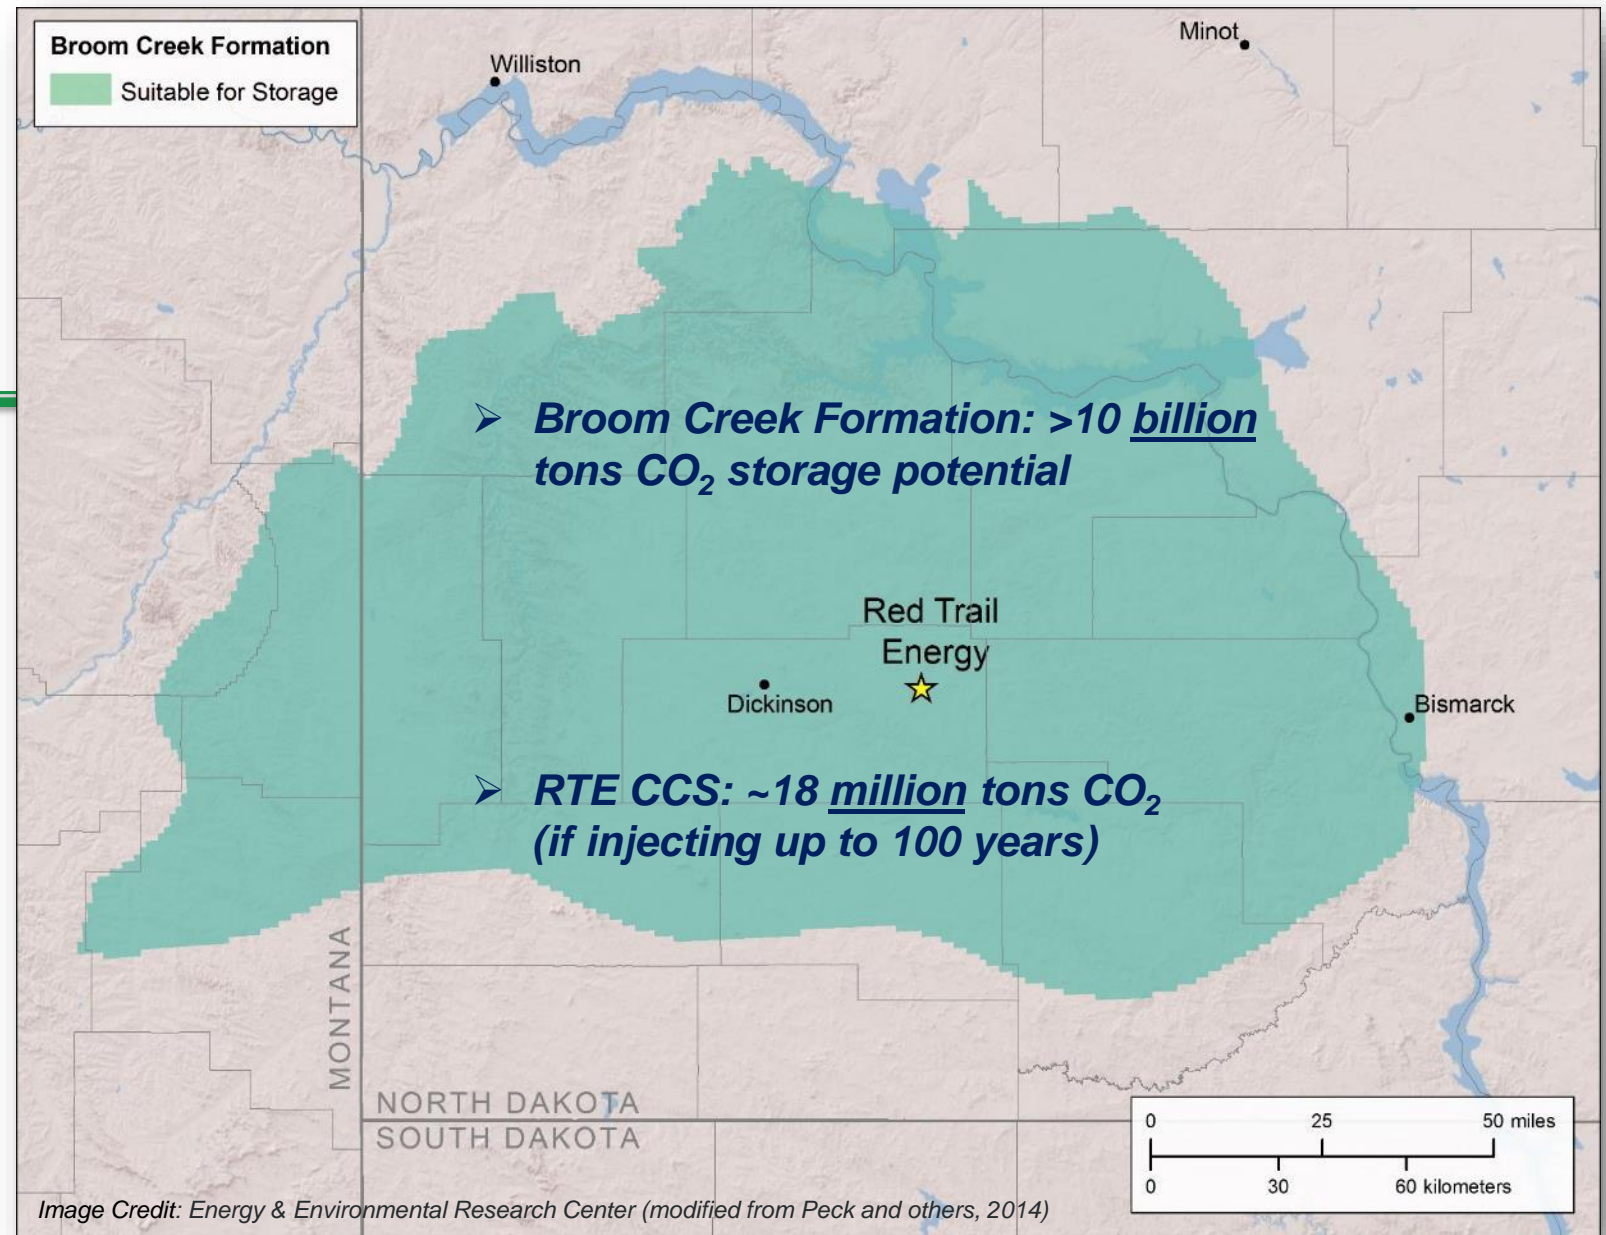 Broom Creek Formation
Suitable for Storage
Williston
Minot
➢ Broom Creek Formation: >10 billion
tons CO₂ storage potential
Red Trail
Energy
Dickinson
Bismarck
➢ RTE CCS: ~18 million tons CO₂
(if injecting up to 100 years)
MONTANA
NORTH DAKOTA
SOUTH DAKOTA
0 25 50 miles
0 30 60 kilometers
Image Credit: Energy & Environmental Research Center (modified from Peck and others, 2014)